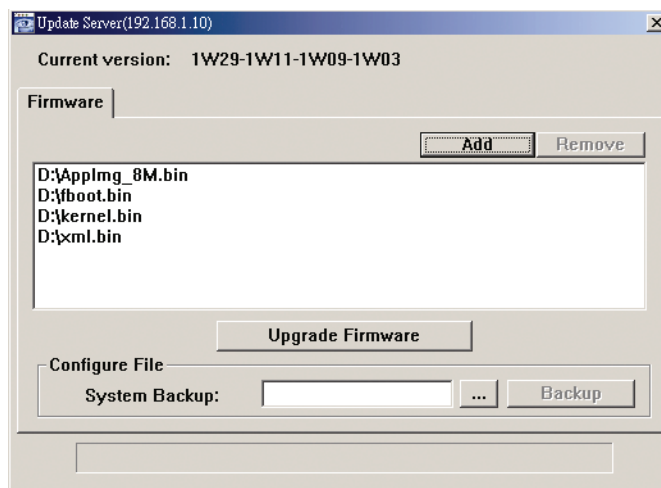 Update Server(192.168.1.10)
Current version: 1W29-1W11-1W09-1W03
Firmware
Add Remove
D:\AppImg_8M.bin
D:\fboot.bin
D:\kernel.bin
D:\xml.bin
Upgrade Firmware
Configure File
System Backup: ... Backup